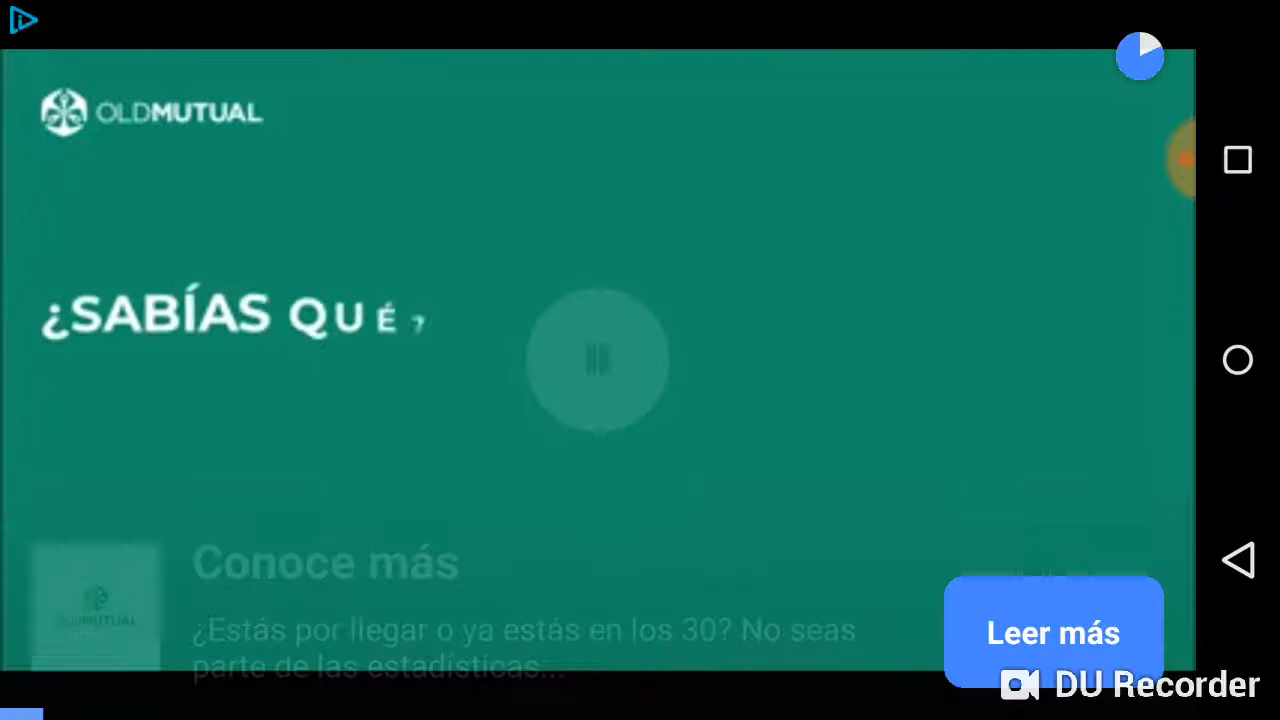 OLDMUTUAL
¿SABÍAS QUÉ?
Conoce más
OLDMUTUAL
¿Estás por llegar o ya estás en los 30? No seas
parte de las estadísticas...
Leer más
DU Recorder